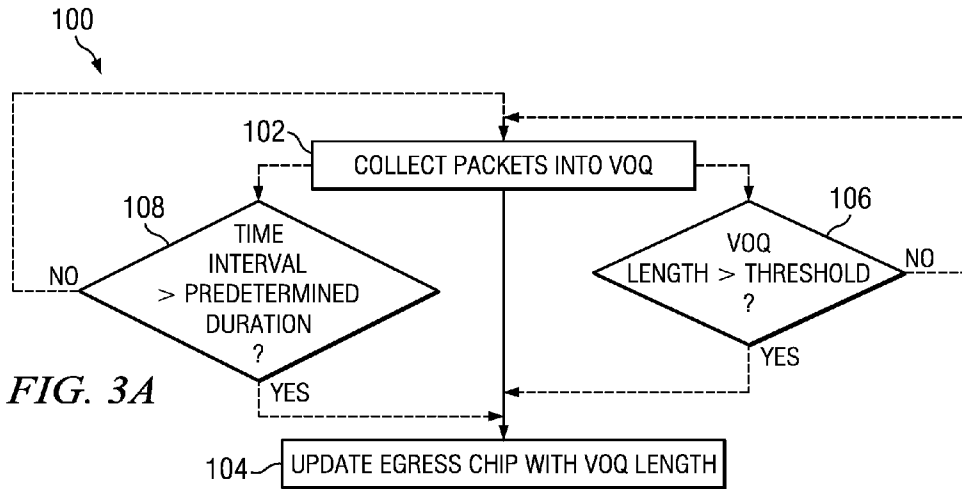 100
102
COLLECT PACKETS INTO VOQ
108
TIME
INTERVAL
> PREDETERMINED
DURATION
?
NO
YES
106
VOQ
LENGTH > THRESHOLD
?
NO
YES
FIG. 3A
104
UPDATE EGRESS CHIP WITH VOQ LENGTH